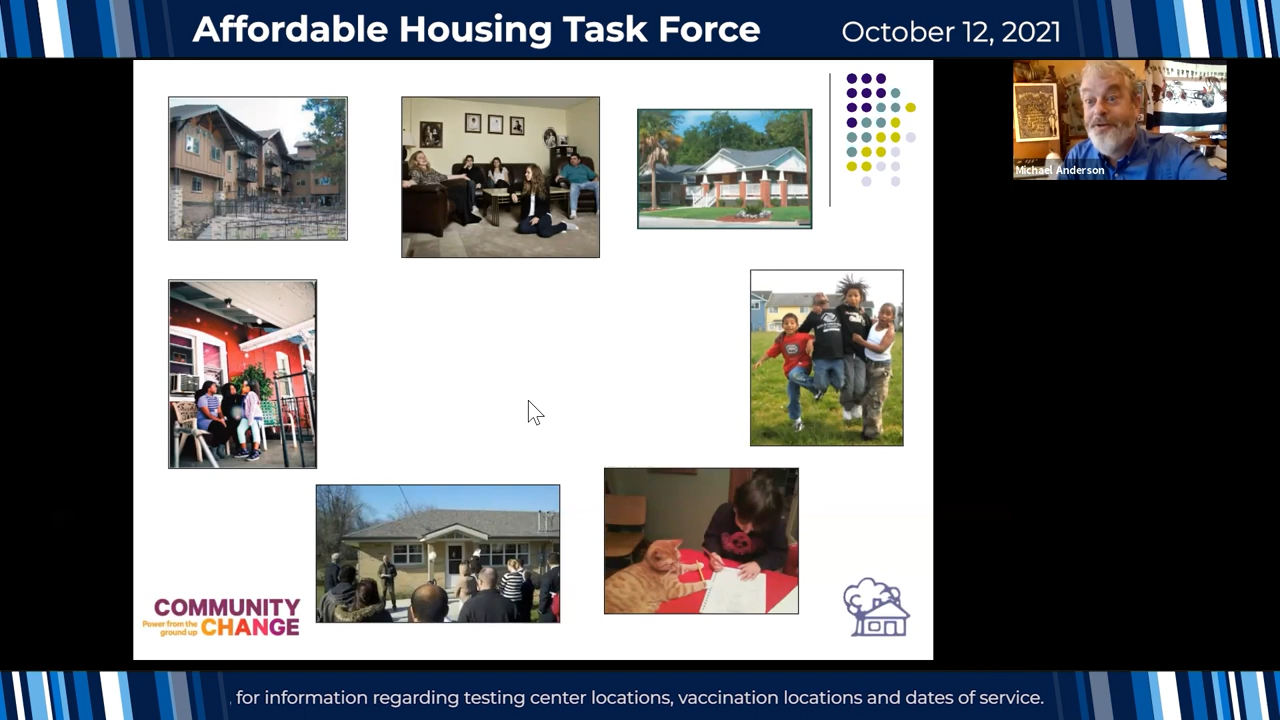 Affordable Housing Task Force
October 12, 2021
Michael Anderson
COMMUNITY
Power from the
ground up
CHANGE
, for information regarding testing center locations, vaccination locations and dates of service.